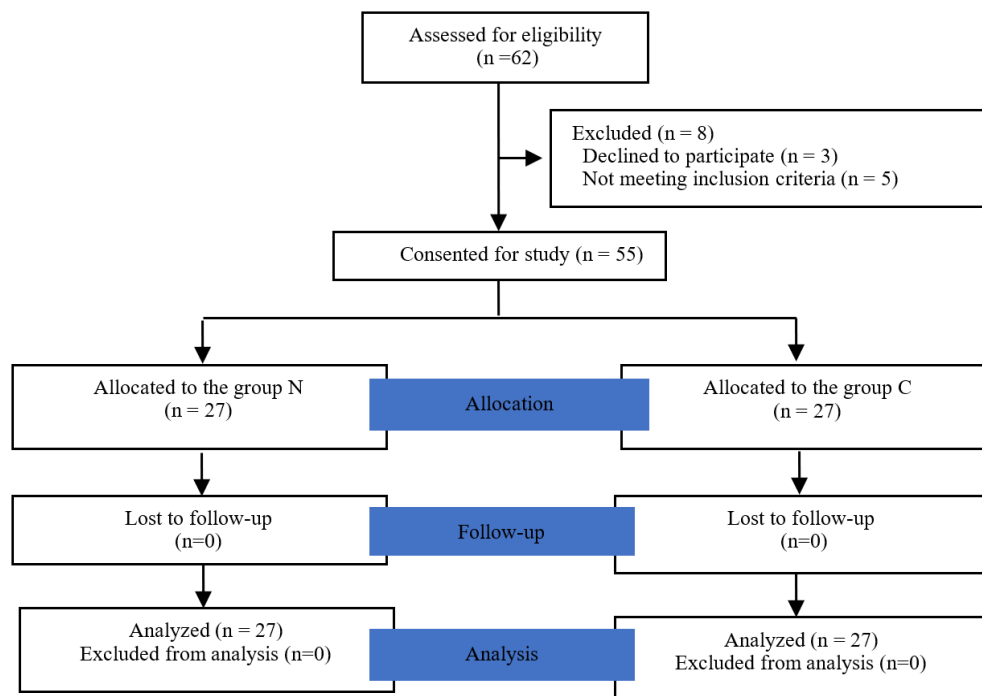 Assessed for eligibility
(n =62)
Excluded (n = 8)
Declined to participate (n = 3)
Not meeting inclusion criteria (n = 5)
Consented for study (n = 55)
Allocated to the group N
(n = 27)
Allocation
Allocated to the group C
(n = 27)
Lost to follow-up
(n=0)
Follow-up
Lost to follow-up
(n=0)
Analyzed (n = 27)
Excluded from analysis (n=0)
Analysis
Analyzed (n = 27)
Excluded from analysis (n=0)